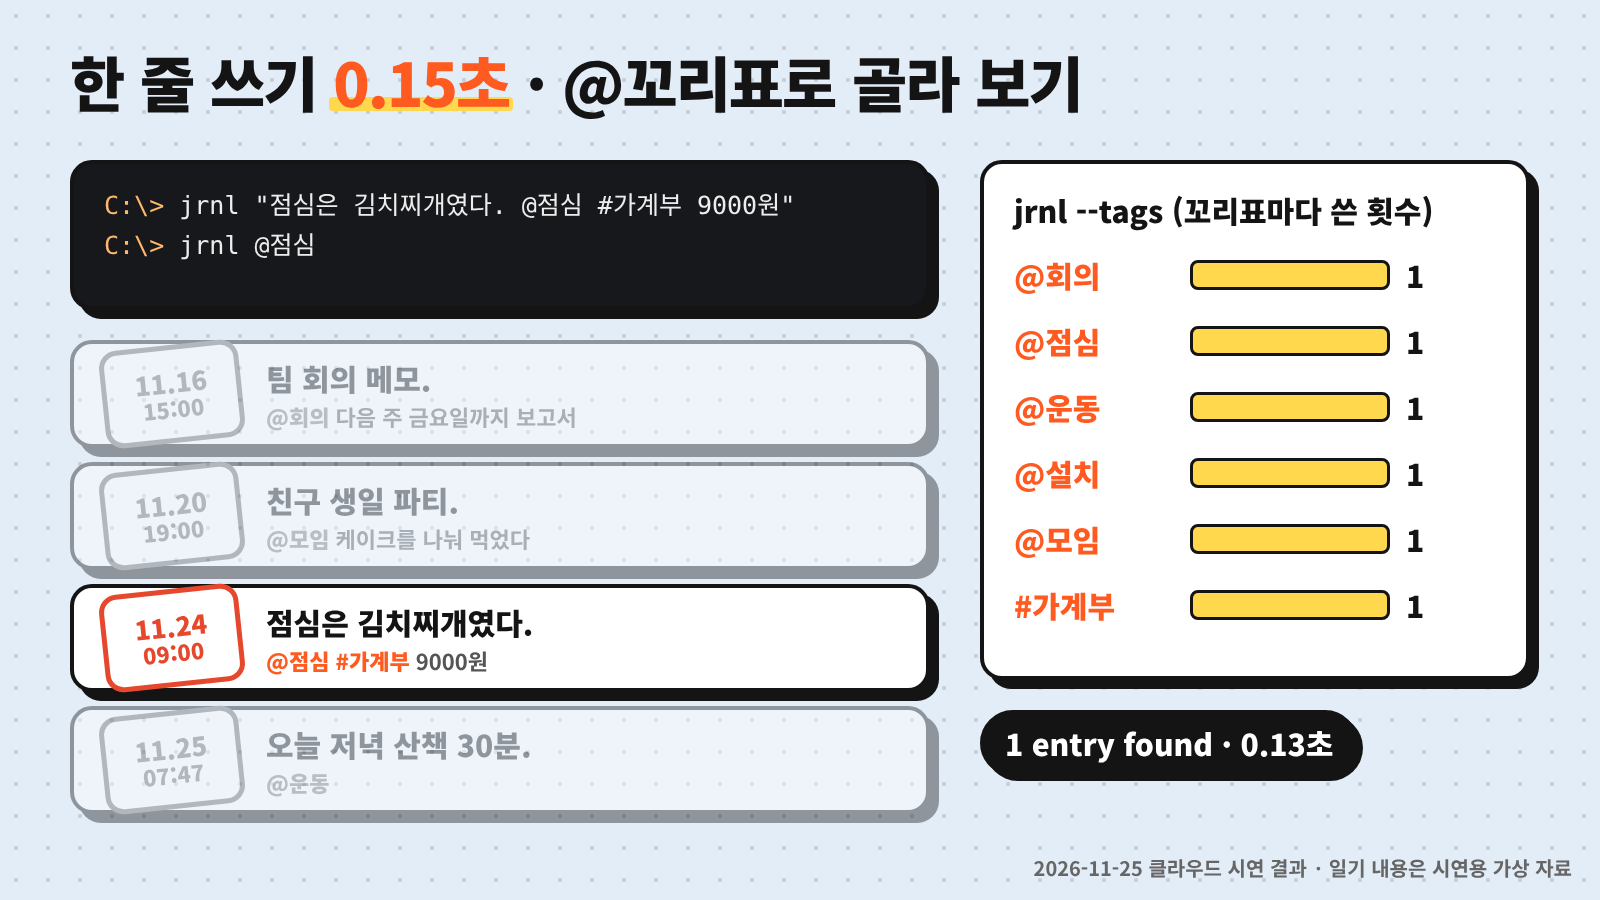 한 줄 쓰기 0.15초 · @꼬리표로 골라 보기
C:\> jrnl "점심은 김치찌개였다. @점심 #가계부 9000원"
C:\> jrnl @점심
11.16
15:00
팀 회의 메모.
@회의 다음 주 금요일까지 보고서
11.20
19:00
친구 생일 파티.
@모임 케이크를 나눠 먹었다
11.24
09:00
점심은 김치찌개였다.
@점심 #가계부 9000원
11.25
07:47
오늘 저녁 산책 30분.
@운동
jrnl --tags (꼬리표마다 쓴 횟수)
@회의 1
@점심 1
@운동 1
@설치 1
@모임 1
#가계부 1
1 entry found · 0.13초
2026-11-25 클라우드 시연 결과 · 일기 내용은 시연용 가상 자료